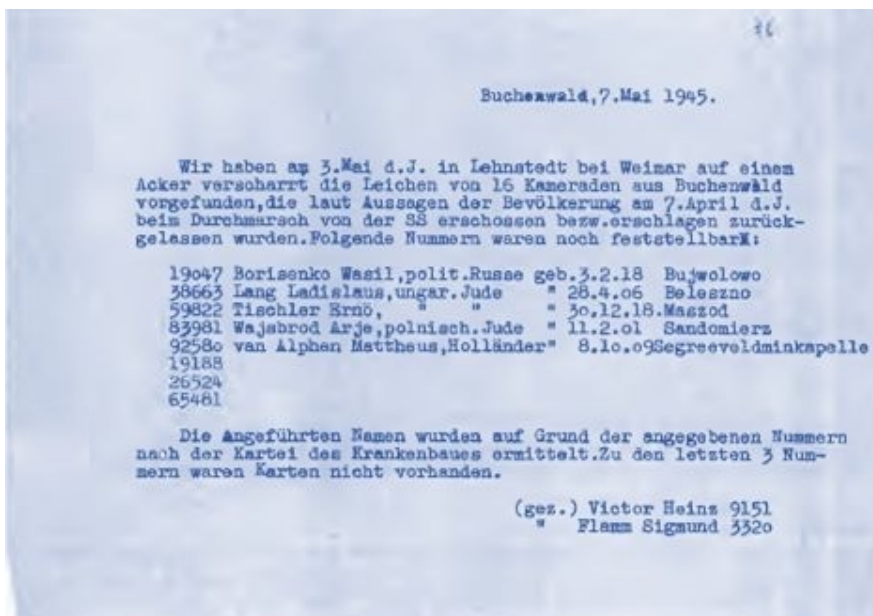 36
Buchenwald,7.Mai 1945.
Wir haben am 3.Mai d.J. in Lehnstedt bei Weimar auf einem
Acker verscharrt die Leichen von 16 Kameraden aus Buchenwald
vorgefunden,die laut Aussagen der Bevölkerung am 7.April d.J.
beim Durchmarsch von der SS erschossen bezw.erschlagen zurück-
gelassen wurden.Folgende Nummern waren noch feststellbar:
19047 Borisenko Wasil,polit.Russe geb.3.2.18 Bujwolowo
38663 Lang Ladislaus,ungar.Jude " 28.4.06 Beleszno
59822 Tischler Ernö, " " " 30.12.18.Maszod
83981 Wajsbrod Arje,polnisch.Jude " 11.2.01 Sandomierz
92580 van Alphen Mattheus,Holländer" 8.10.09Segreeveldminkapelle
19188
26524
65481
Die Angeführten Namen wurden auf Grund der angegebenen Nummern
nach der Kartei des Krankenbaues ermittelt.Zu den letzten 3 Num-
mern waren Karten nicht vorhanden.
(gez.) Victor Heinz 9151
" Flamm Sigmund 3320